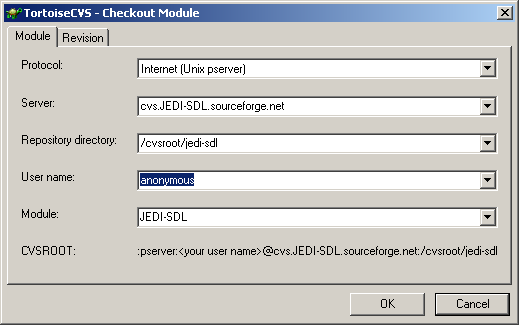 TortoiseCVS - Checkout Module
Module Revision
Protocol: Internet (Unix pserver)
Server: cvs.JEDI-SDL.sourceforge.net
Repository directory: /cvsroot/jedi-sdl
User name: anonymous
Module: JEDI-SDL
CVSROOT: :pserver:<your user name>@cvs.JEDI-SDL.sourceforge.net:/cvsroot/jedi-sdl
OK Cancel